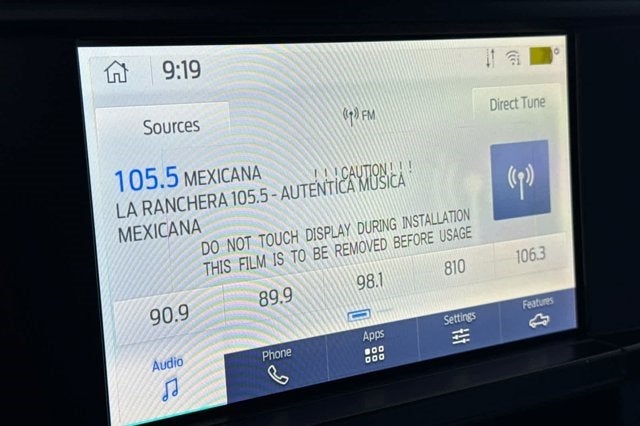 9:19
Sources
FM
Direct Tune
105.5 MEXICANA
! ! !CAUTION! ! !
LA RANCHERA 105.5 - AUTENTICA MUSICA
MEXICANA
DO NOT TOUCH DISPLAY DURING INSTALLATION
THIS FILM IS TO BE REMOVED BEFORE USAGE
90.9 89.9 98.1 810 106.3
Audio Phone Apps Settings Features